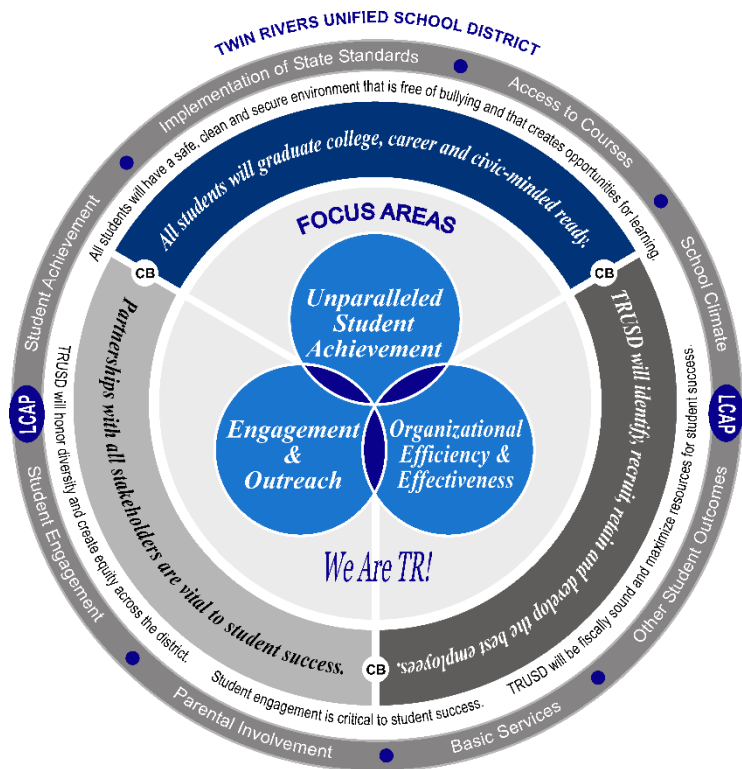 TWIN RIVERS UNIFIED SCHOOL DISTRICT
Student Achievement
Implementation of State Standards
Access to Courses
School Climate
LCAP
Other Student Outcomes
Basic Services
Parental Involvement
Student Engagement
LCAP
All students will have a safe, clean and secure environment that is free of bullying and that creates opportunities for learning.
TRUSD will be fiscally sound and maximize resources for student success.
Student engagement is critical to student success.
TRUSD will honor diversity and create equity across the district.
All students will graduate college, career and civic-minded ready.
CB
TRUSD will identify, recruit, retain and develop the best employees.
CB
Partnerships with all stakeholders are vital to student success.
CB
FOCUS AREAS
Unparalleled
Student
Achievement
Engagement
&
Outreach
Organizational
Efficiency &
Effectiveness
We Are TR!